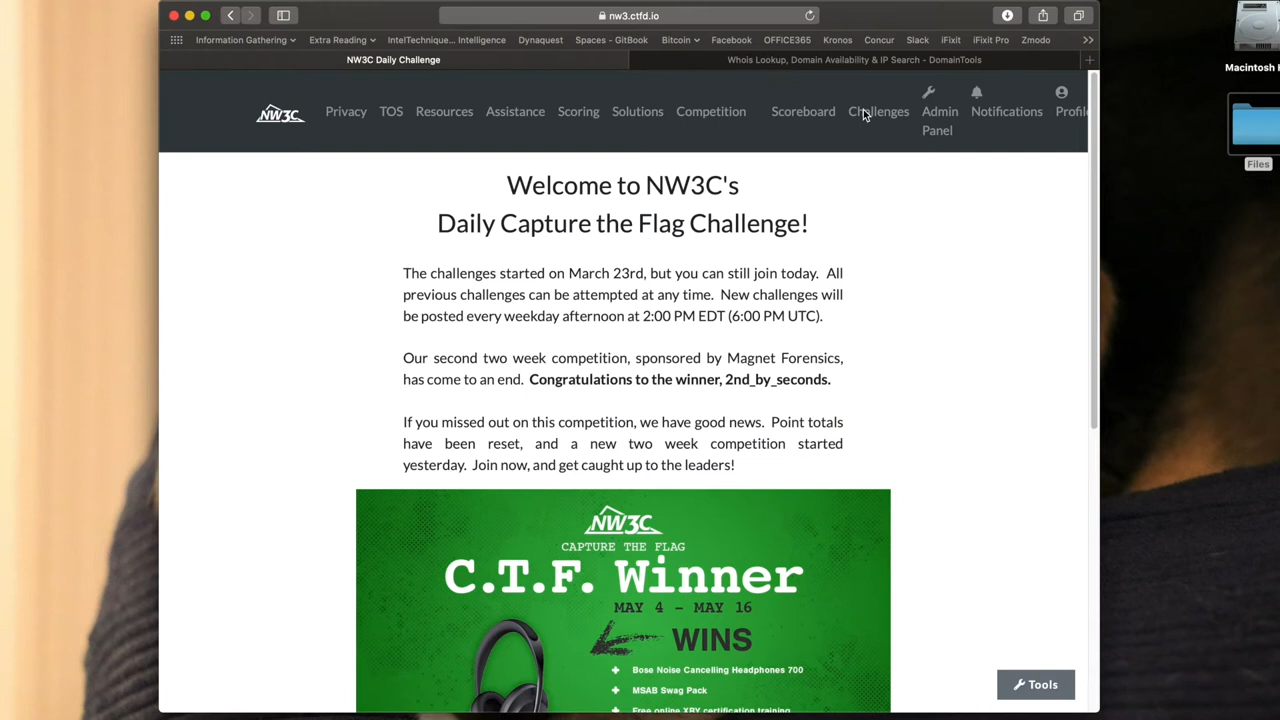 nw3.ctfd.io
Information Gathering Extra Reading IntelTechnique... Intelligence Dynaquest Spaces - GitBook Bitcoin Facebook OFFICE365 Kronos Concur Slack iFixit iFixit Pro Zmodo
NW3C Daily Challenge Whois Lookup, Domain Availability & IP Search - DomainTools
NW3C Privacy TOS Resources Assistance Scoring Solutions Competition Scoreboard Challenges Admin Panel Notifications Profile
Welcome to NW3C's
Daily Capture the Flag Challenge!
The challenges started on March 23rd, but you can still join today. All
previous challenges can be attempted at any time. New challenges will
be posted every weekday afternoon at 2:00 PM EDT (6:00 PM UTC).
Our second two week competition, sponsored by Magnet Forensics,
has come to an end. Congratulations to the winner, 2nd_by_seconds.
If you missed out on this competition, we have good news. Point totals
have been reset, and a new two week competition started
yesterday. Join now, and get caught up to the leaders!
NW3C
CAPTURE THE FLAG
C.T.F. Winner
MAY 4 - MAY 16
WINS
Bose Noise Cancelling Headphones 700
MSAB Swag Pack
Free online XRY certification training
Tools
Macintosh H
Files